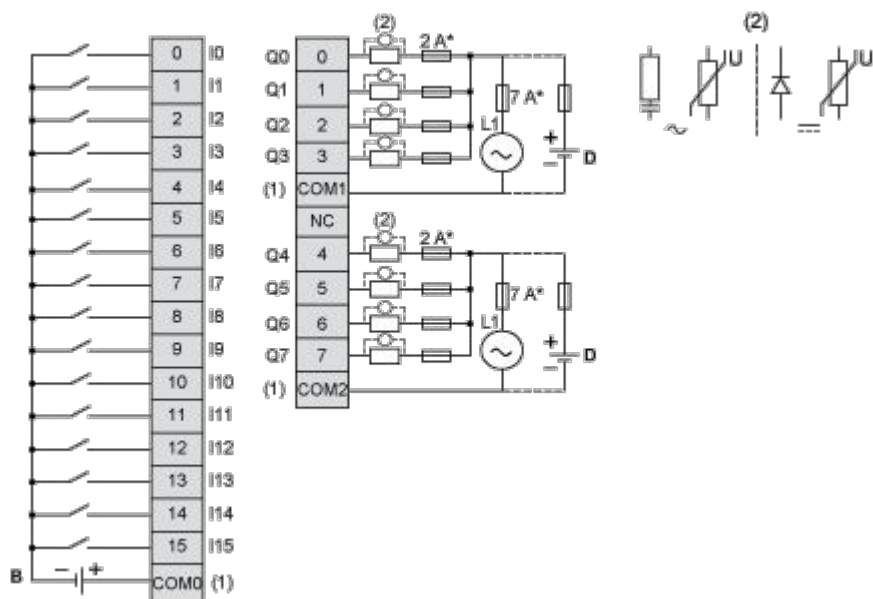 0 I0
1 I1
2 I2
3 I3
4 I4
5 I5
6 I6
7 I7
8 I8
9 I9
10 I10
11 I11
12 I12
13 I13
14 I14
15 I15
B − + COM0 (1)
(2)
Q0 0 2 A*
Q1 1 7 A*
Q2 2 L1
Q3 3 + − D
(1) COM1
NC
(2)
Q4 4 2 A*
Q5 5 7 A*
Q6 6 L1
Q7 7 + − D
(1) COM2
(2)
U U